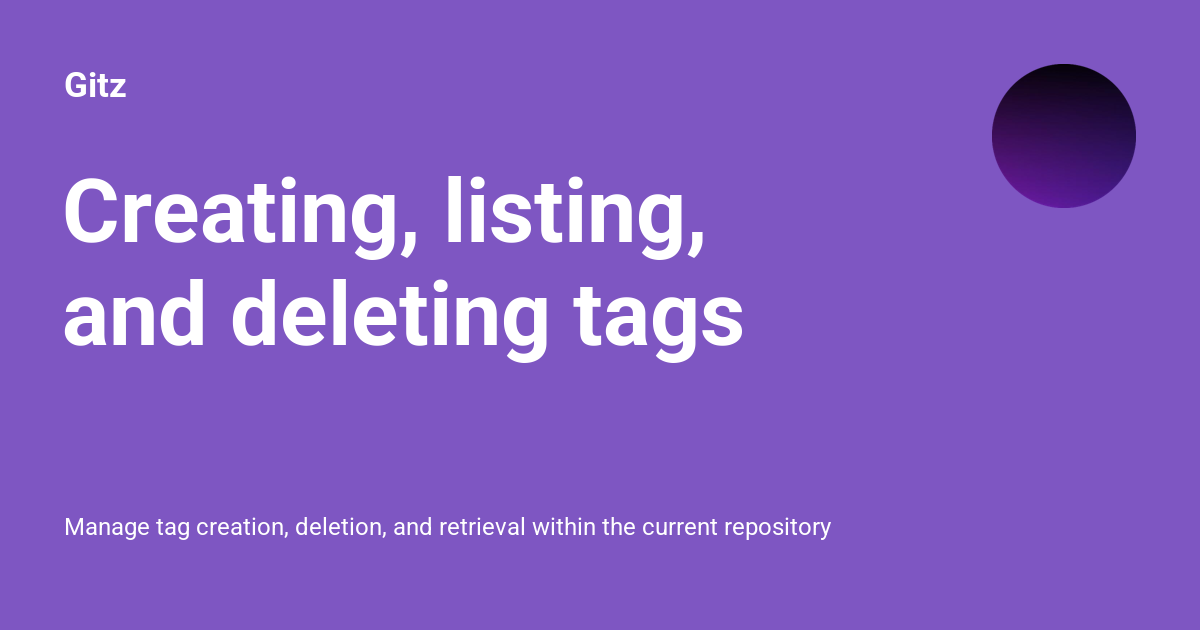 Gitz
Creating, listing,
and deleting tags
Manage tag creation, deletion, and retrieval within the current repository